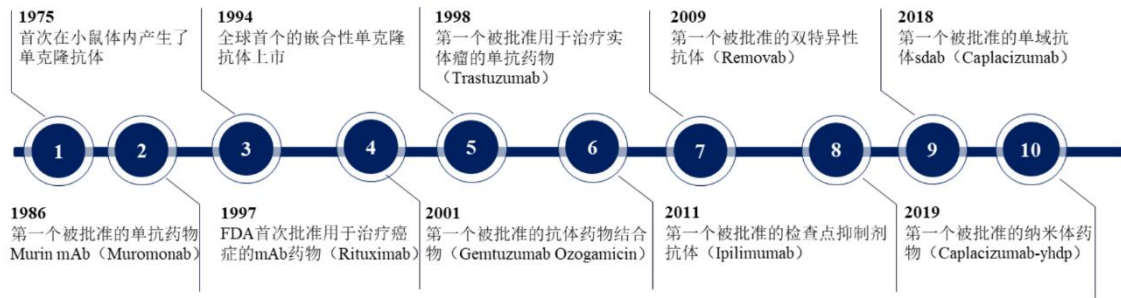 1975
首次在小鼠体内产生了
单克隆抗体
1994
全球首个的嵌合性单克隆
抗体上市
1998
第一个被批准用于治疗实
体瘤的单抗药物
（Trastuzumab）
2009
第一个被批准的双特异性
抗体（Removab）
2018
第一个被批准的单域抗
体sdab（Caplacizumab）
1
2
3
4
5
6
7
8
9
10
1986
第一个被批准的单抗药物
Murin mAb（Muromonab）
1997
FDA首次批准用于治疗癌
症的mAb药物（Rituximab）
2001
第一个被批准的抗体药物结合
物（Gemtuzumab Ozogamicin）
2011
第一个被批准的检查点抑制剂
抗体（Ipilimumab）
2019
第一个被批准的纳米体药
物（Caplacizumab-yhdp）